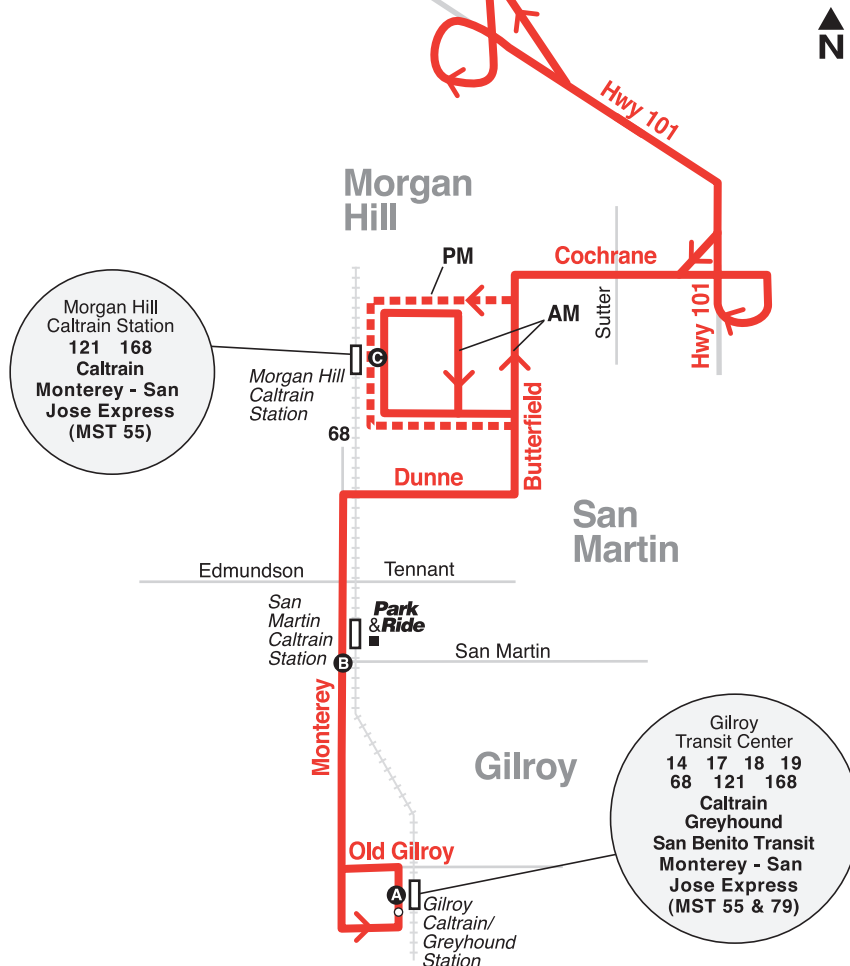 N
Hwy 101
Morgan
Hill
PM
Cochrane
AM
Sutter
Hwy 101
Morgan Hill
Caltrain Station
121 168
Caltrain
Monterey - San
Jose Express
(MST 55)
C
Morgan Hill
Caltrain
Station
68
Butterfield
Dunne
San
Martin
Edmundson
Tennant
San
Martin
Caltrain
Station
Park
&Ride
B
San Martin
Monterey
Gilroy
Gilroy
Transit Center
14 17 18 19
68 121 168
Caltrain
Greyhound
San Benito Transit
Monterey - San
Jose Express
(MST 55 & 79)
Old Gilroy
A
Gilroy
Caltrain/
Greyhound
Station